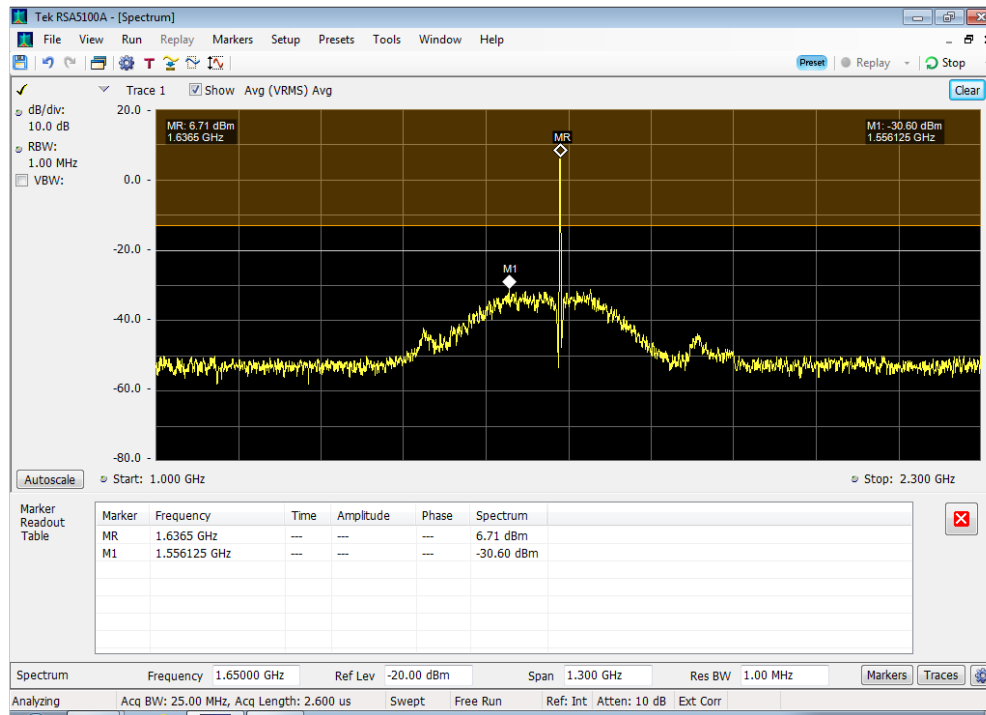 Tek RSA5100A - [Spectrum]
File View Run Replay Markers Setup Presets Tools Window Help
T Preset Replay Stop
Trace 1 Show Avg (VRMS) Avg Clear
dB/div:
10.0 dB
RBW:
1.00 MHz
VBW:
20.0
0.0
-20.0
-40.0
-60.0
-80.0
MR: 6.71 dBm
1.6365 GHz
MR
M1: -30.60 dBm
1.556125 GHz
M1
Autoscale Start: 1.000 GHz Stop: 2.300 GHz
Marker
Readout
Table
Marker Frequency Time Amplitude Phase Spectrum
MR 1.6365 GHz --- --- --- 6.71 dBm
M1 1.556125 GHz --- --- --- -30.60 dBm
Spectrum Frequency 1.65000 GHz Ref Lev -20.00 dBm Span 1.300 GHz Res BW 1.00 MHz Markers Traces
Analyzing Acq BW: 25.00 MHz, Acq Length: 2.600 us Swept Free Run Ref: Int Atten: 10 dB Ext Corr